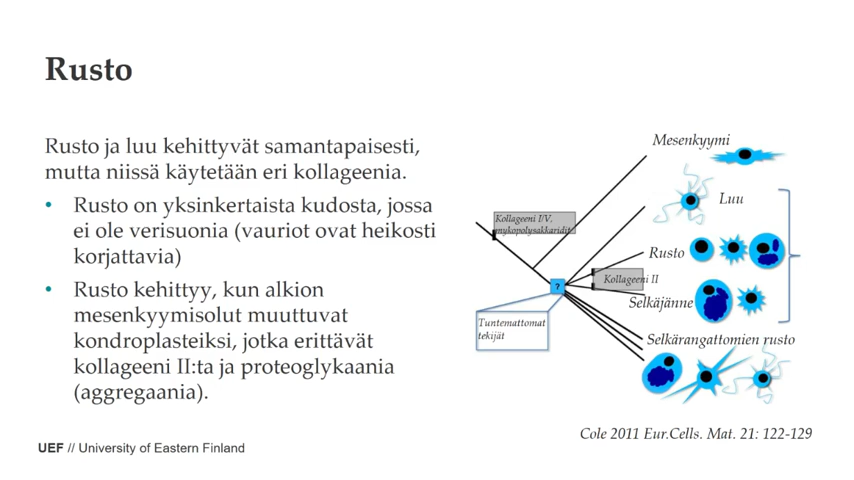 Rusto
Rusto ja luu kehittyvät samantapaisesti,
mutta niissä käytetään eri kollageenia.
• Rusto on yksinkertaista kudosta, jossa
ei ole verisuonia (vauriot ovat heikosti
korjattavia)
• Rusto kehittyy, kun alkion
mesenkyymisolut muuttuvat
kondroplasteiksi, jotka erittävät
kollageeni II:ta ja proteoglykaania
(aggregaania).
Mesenkyymi
Luu
Kollageeni I/V,
mykopolysakkaridit
Rusto
Kollageeni II
?
Selkäjänne
Tuntemattomat
tekijät
Selkärangattomien rusto
Cole 2011 Eur.Cells. Mat. 21: 122-129
UEF // University of Eastern Finland